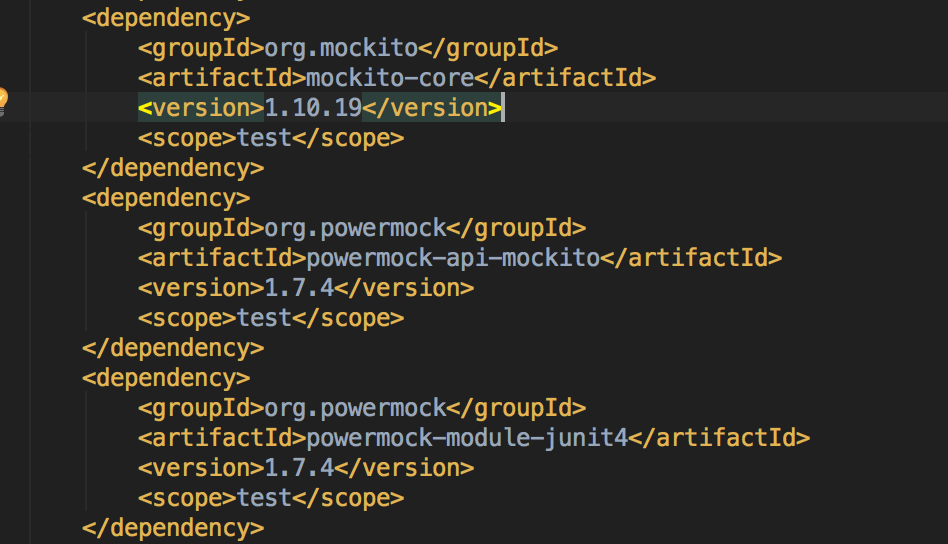 <dependency>
<groupId>org.mockito</groupId>
<artifactId>mockito-core</artifactId>
<version>1.10.19</version>
<scope>test</scope>
</dependency>
<dependency>
<groupId>org.powermock</groupId>
<artifactId>powermock-api-mockito</artifactId>
<version>1.7.4</version>
<scope>test</scope>
</dependency>
<dependency>
<groupId>org.powermock</groupId>
<artifactId>powermock-module-junit4</artifactId>
<version>1.7.4</version>
<scope>test</scope>
</dependency>